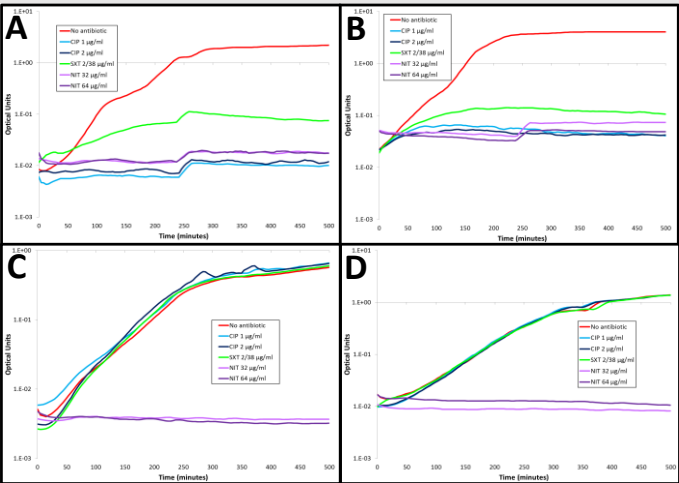 A
1.E+01
1.E+00
1.E-01
1.E-02
1.E-03
Optical Units
0 50 100 150 200 250 300 350 400 450 500
Time (minutes)
No antibiotic
CIP 1 µg/ml
CIP 2 µg/ml
SXT 2/38 µg/ml
NIT 32 µg/ml
NIT 64 µg/ml
B
1.E+01
1.E+00
1.E-01
1.E-02
1.E-03
Optical Units
0 50 100 150 200 250 300 350 400 450 500
Time (minutes)
No antibiotic
CIP 1 µg/ml
CIP 2 µg/ml
SXT 2/38 µg/ml
NIT 32 µg/ml
NIT 64 µg/ml
C
1.E+00
1.E-01
1.E-02
1.E-03
Optical Units
0 50 100 150 200 250 300 350 400 450 500
Time (minutes)
No antibiotic
CIP 1 µg/ml
CIP 2 µg/ml
SXT 2/38 µg/ml
NIT 32 µg/ml
NIT 64 µg/ml
D
1.E+01
1.E+00
1.E-01
1.E-02
1.E-03
Optical Units
0 50 100 150 200 250 300 350 400 450 500
Time (minutes)
No antibiotic
CIP 1 µg/ml
CIP 2 µg/ml
SXT 2/38 µg/ml
NIT 32 µg/ml
NIT 64 µg/ml